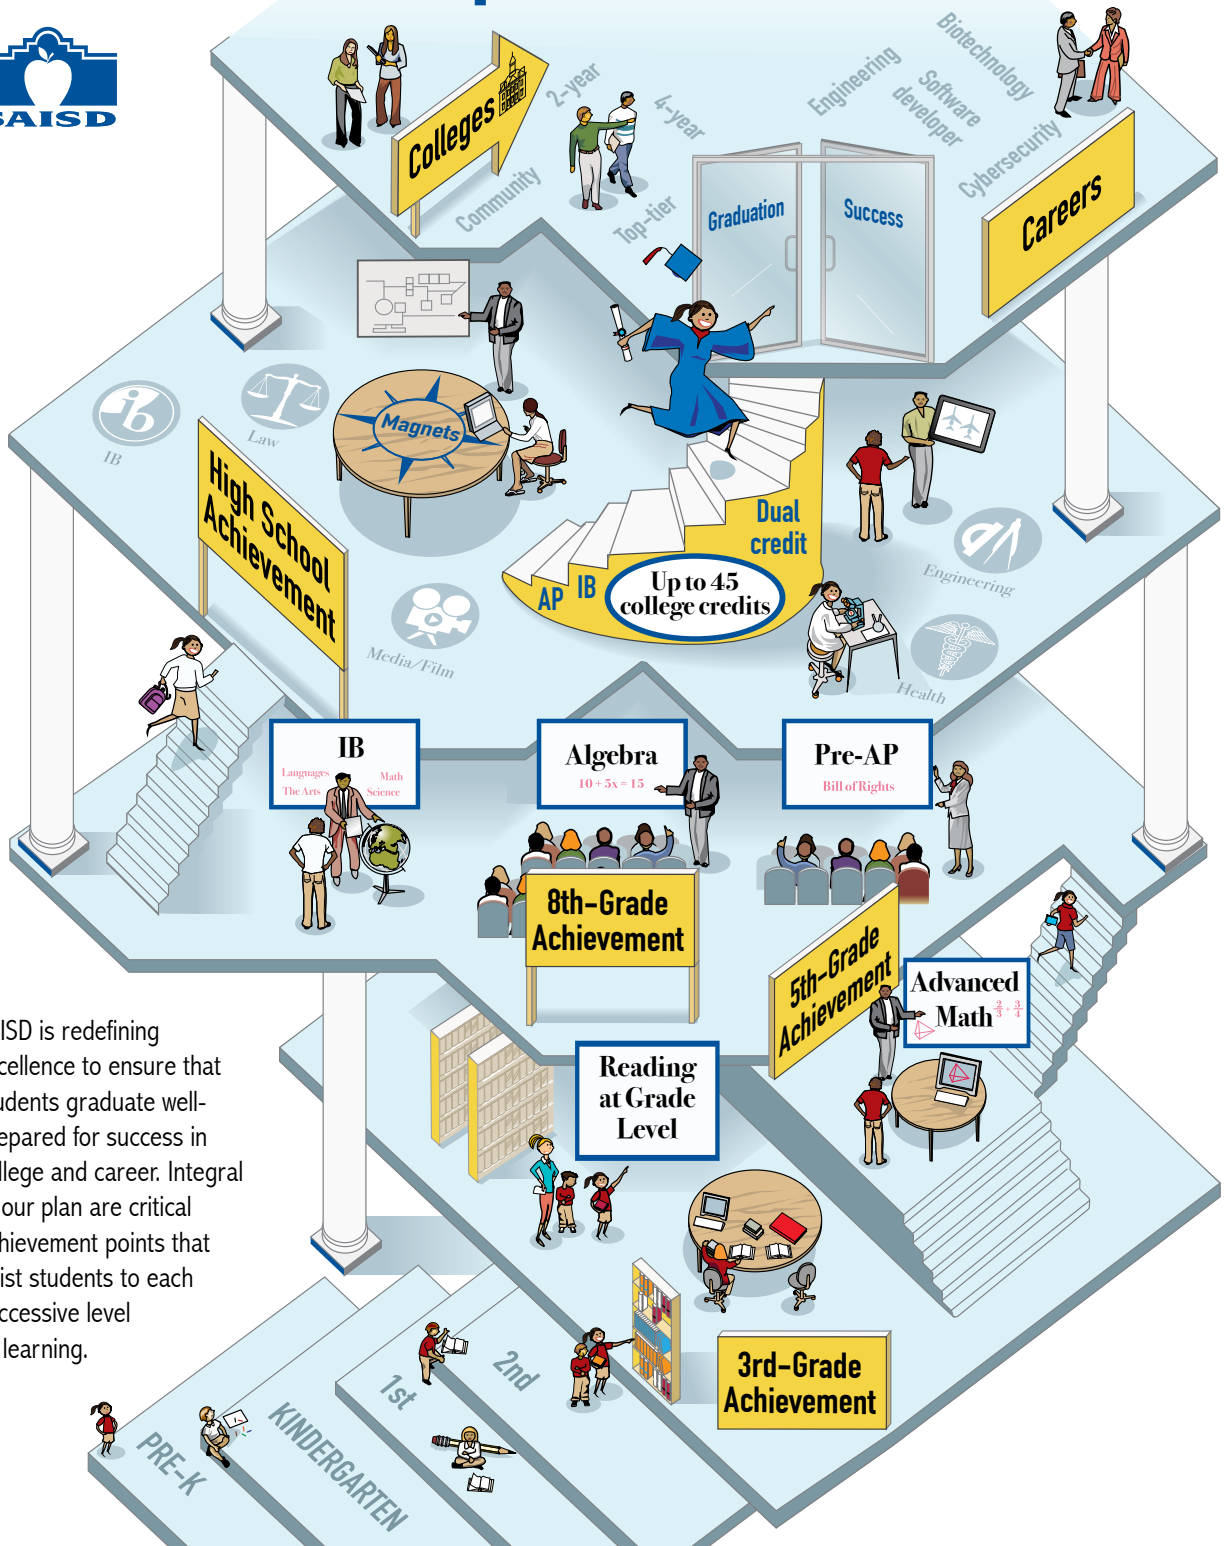 SAISD
Colleges
2-year
4-year
Community
Top-tier
Engineering
Biotechnology
Software
developer
Cybersecurity
Careers
Graduation
Success
IB
Law
Magnets
High School
Achievement
Media/Film
AP
IB
Dual
credit
Up to 45
college credits
Engineering
Health
IB
Languages
Math
The Arts
Science
Algebra
10 + 5x = 15
Pre-AP
Bill of Rights
8th-Grade
Achievement
5th-Grade
Achievement
Advanced
Math 2/3 + 3/4
Reading
at Grade
Level
ISD is redefining
cellence to ensure that
udents graduate well-
epared for success in
llege and career. Integral
our plan are critical
hievement points that
ist students to each
ccessive level
learning.
3rd-Grade
Achievement
PRE-K
KINDERGARTEN
1st
2nd